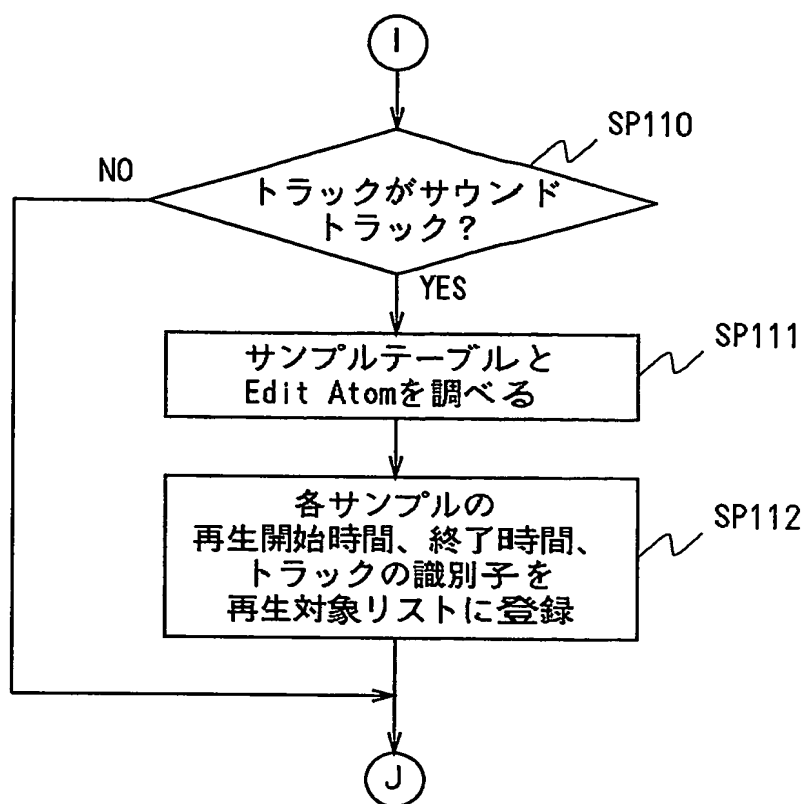 I
SP110
NO
トラックがサウンド
トラック?
YES
SP111
サンプルテーブルと
Edit Atomを調べる
SP112
各サンプルの
再生開始時間、終了時間、
トラックの識別子を
再生対象リストに登録
J